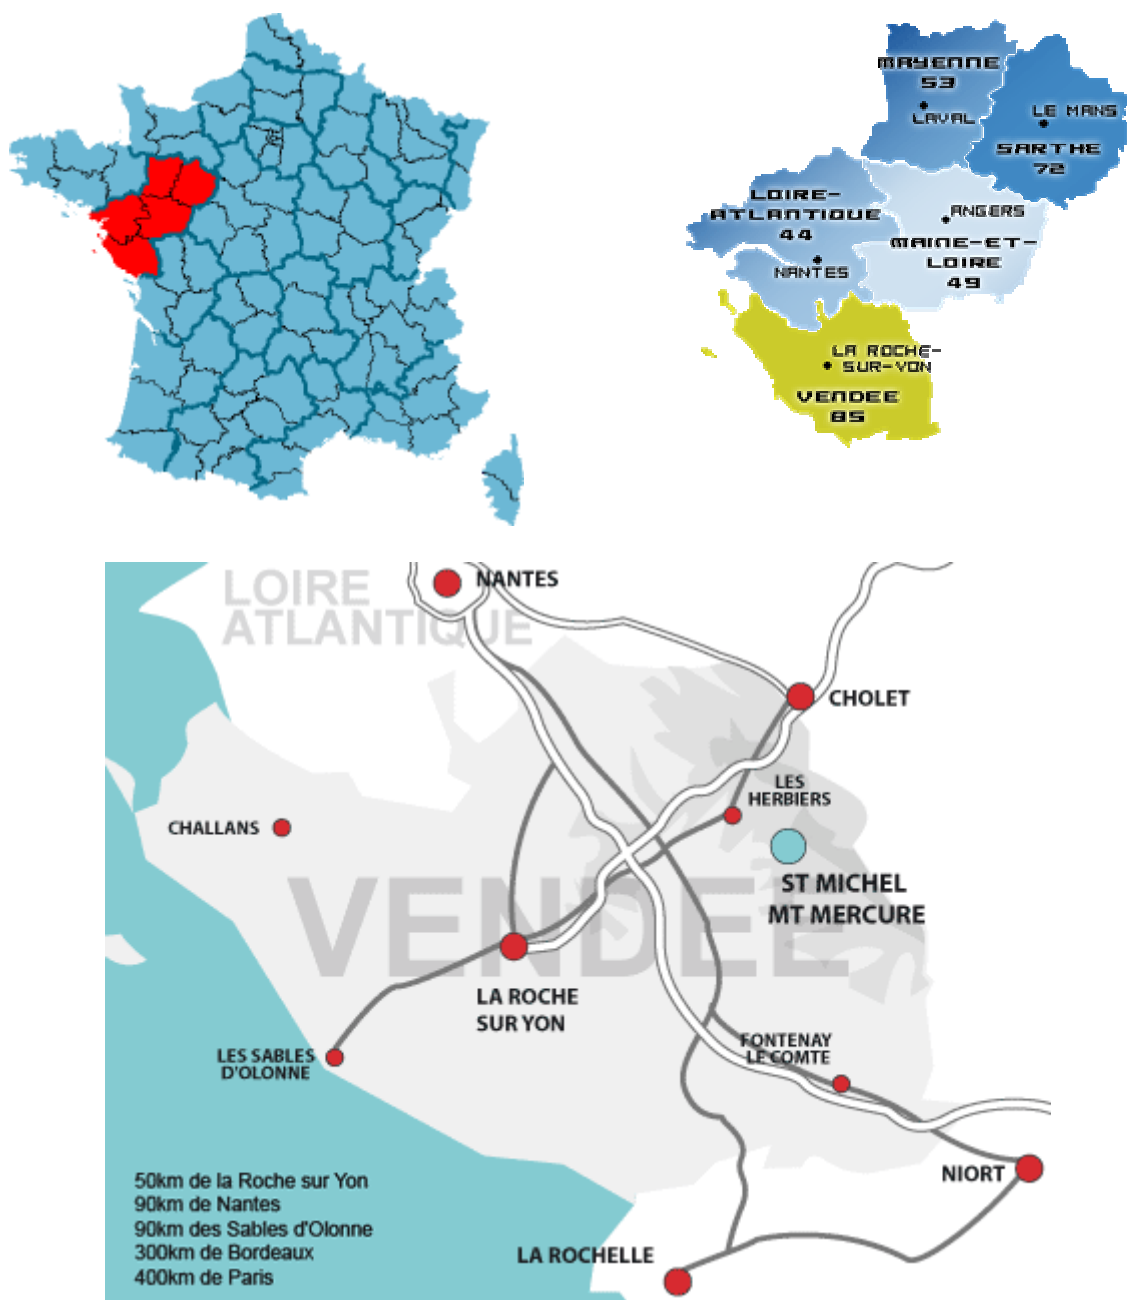 MAYENNE
53
LAVAL
LE MANS
SARTHE
72
LOIRE-
ATLANTIQUE
44
NANTES
ANGERS
MAINE-ET-
LOIRE
49
LA ROCHE-
SUR-YON
VENDEE
85
LOIRE
ATLANTIQUE
NANTES
CHOLET
LES
HERBIERS
CHALLANS
ST MICHEL
MT MERCURE
VENDEE
LA ROCHE
SUR YON
FONTENAY
LE COMTE
LES SABLES
D'OLONNE
NIORT
50km de la Roche sur Yon
90km de Nantes
90km des Sables d'Olonne
300km de Bordeaux
400km de Paris
LA ROCHELLE